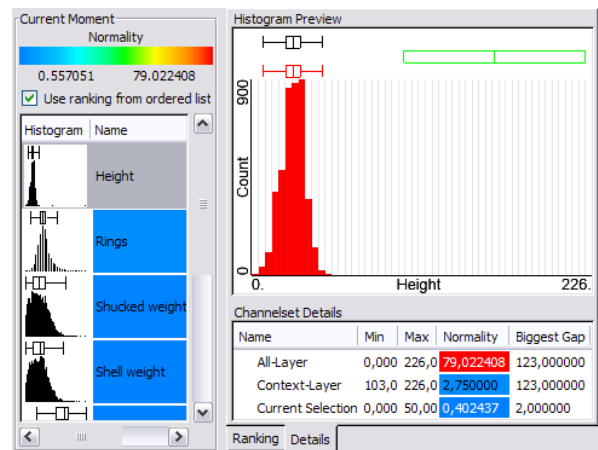 Current Moment
Normality
0.557051 79.022408
Use ranking from ordered list
Histogram Name
Height
Rings
Shucked weight
Shell weight
Histogram Preview
900
Count
0
0. Height 226.
Channelset Details
Name Min Max Normality Biggest Gap
All-Layer 0,000 226,0 79,022408 123,000000
Context-Layer 103,0 226,0 2,750000 123,000000
Current Selection 0,000 50,00 0,402437 2,000000
Ranking Details